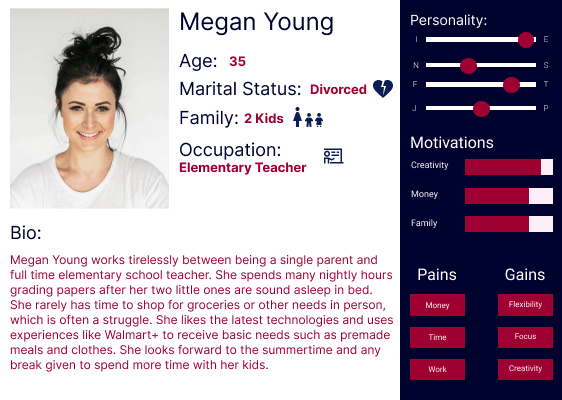 Megan Young
Age: 35
Marital Status: Divorced
Family: 2 Kids
Occupation:
Elementary Teacher
Bio:
Megan Young works tirelessly between being a single parent and
full time elementary school teacher. She spends many nightly hours
grading papers after her two little ones are sound asleep in bed.
She rarely has time to shop for groceries or other needs in person,
which is often a struggle. She likes the latest technologies and uses
experiences like Walmart+ to receive basic needs such as premade
meals and clothes. She looks forward to the summertime and any
break given to spend more time with her kids.
Personality:
I E
N S
F T
J P
Motivations
Creativity
Money
Family
Pains Gains
Money Flexibility
Time Focus
Work Creativity